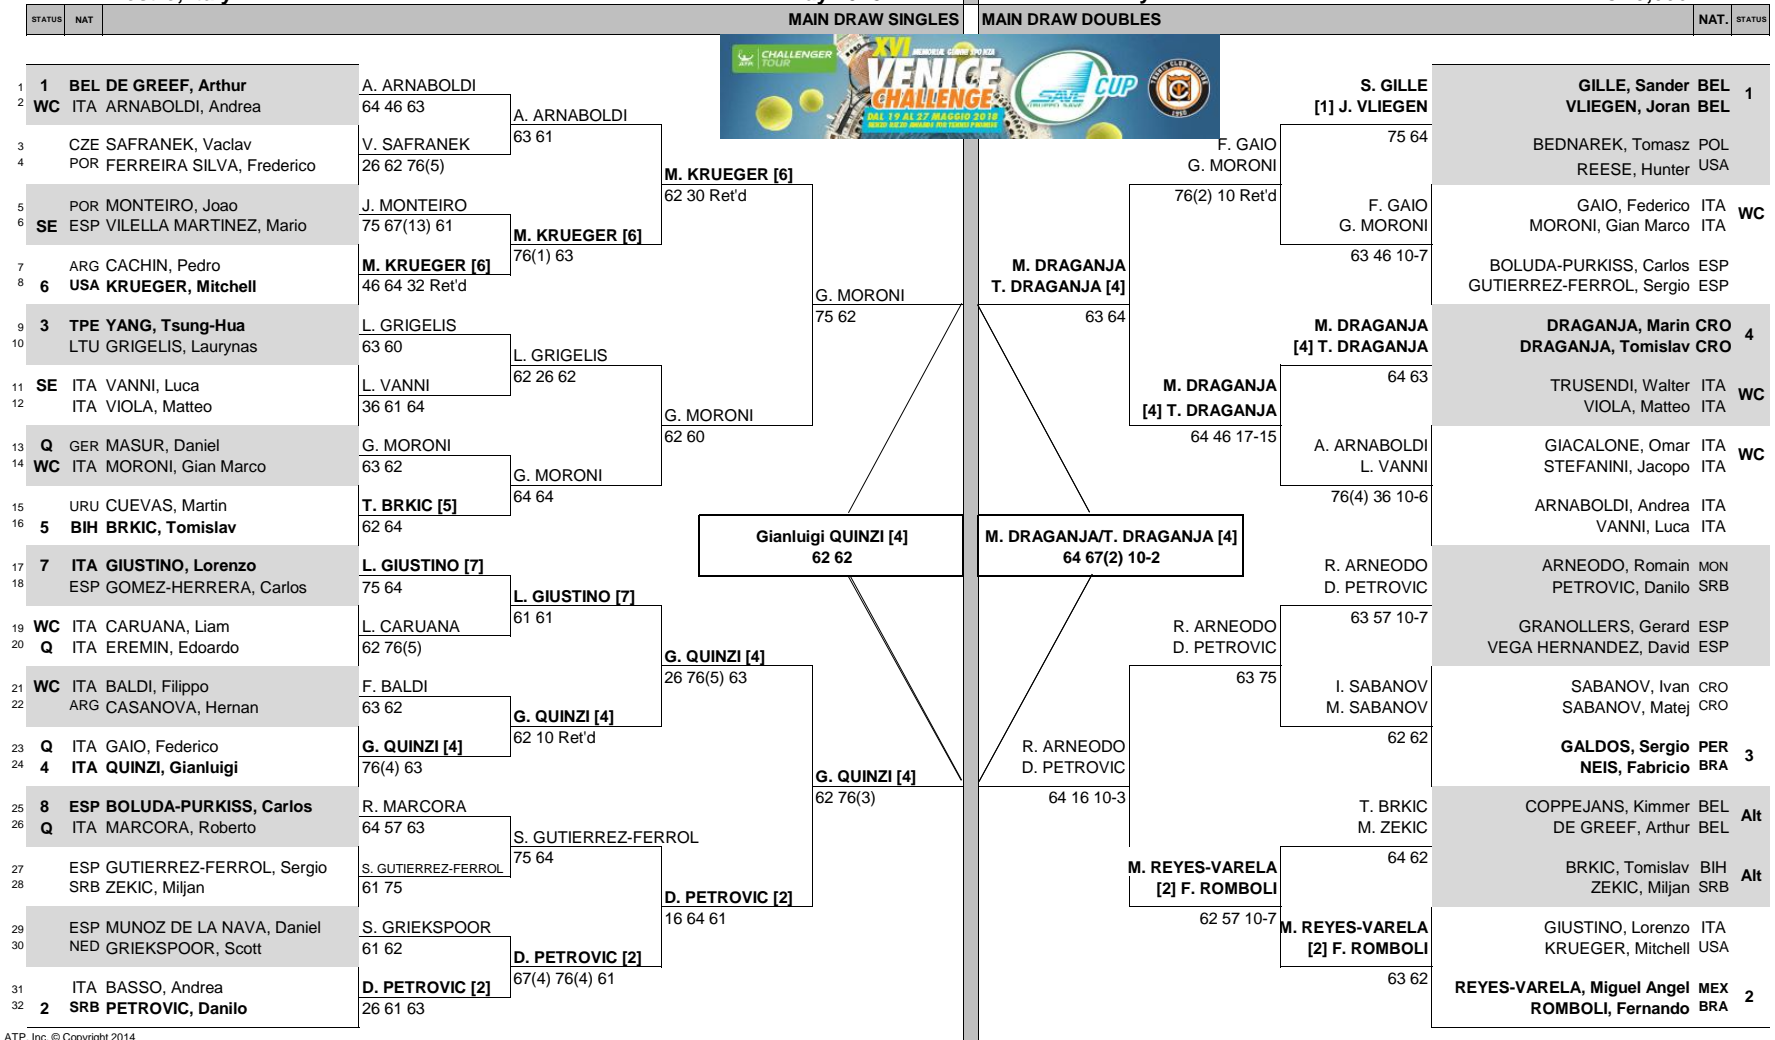 STATUS NAT MAIN DRAW SINGLES MAIN DRAW DOUBLES NAT. STATUS
CHALLENGER TOUR
XVI MEMORIAL
VENICE
CHALLENGE
DAL 19 AL 27 MAGGIO 2018
SAVE
GRUPPO SAVE
CUP
1 1 BEL DE GREEF, Arthur
2 WC ITA ARNABOLDI, Andrea
3 CZE SAFRANEK, Vaclav
4 POR FERREIRA SILVA, Frederico
5 POR MONTEIRO, Joao
6 SE ESP VILELLA MARTINEZ, Mario
7 ARG CACHIN, Pedro
8 6 USA KRUEGER, Mitchell
9 3 TPE YANG, Tsung-Hua
10 LTU GRIGELIS, Laurynas
11 SE ITA VANNI, Luca
12 ITA VIOLA, Matteo
13 Q GER MASUR, Daniel
14 WC ITA MORONI, Gian Marco
15 URU CUEVAS, Martin
16 5 BIH BRKIC, Tomislav
17 7 ITA GIUSTINO, Lorenzo
18 ESP GOMEZ-HERRERA, Carlos
19 WC ITA CARUANA, Liam
20 Q ITA EREMIN, Edoardo
21 WC ITA BALDI, Filippo
22 ARG CASANOVA, Hernan
23 Q ITA GAIO, Federico
24 4 ITA QUINZI, Gianluigi
25 8 ESP BOLUDA-PURKISS, Carlos
26 Q ITA MARCORA, Roberto
27 ESP GUTIERREZ-FERROL, Sergio
28 SRB ZEKIC, Miljan
29 ESP MUNOZ DE LA NAVA, Daniel
30 NED GRIEKSPOOR, Scott
31 ITA BASSO, Andrea
32 2 SRB PETROVIC, Danilo
A. ARNABOLDI
64 46 63
V. SAFRANEK
26 62 76(5)
J. MONTEIRO
75 67(13) 61
M. KRUEGER [6]
46 64 32 Ret'd
L. GRIGELIS
63 60
L. VANNI
36 61 64
G. MORONI
63 62
T. BRKIC [5]
62 64
L. GIUSTINO [7]
75 64
L. CARUANA
62 76(5)
F. BALDI
63 62
G. QUINZI [4]
76(4) 63
R. MARCORA
64 57 63
S. GUTIERREZ-FERROL
61 75
S. GRIEKSPOOR
61 62
D. PETROVIC [2]
26 61 63
A. ARNABOLDI
63 61
M. KRUEGER [6]
76(1) 63
L. GRIGELIS
62 26 62
G. MORONI
64 64
L. GIUSTINO [7]
61 61
G. QUINZI [4]
62 10 Ret'd
S. GUTIERREZ-FERROL
75 64
D. PETROVIC [2]
67(4) 76(4) 61
M. KRUEGER [6]
62 30 Ret'd
G. MORONI
62 60
G. QUINZI [4]
26 76(5) 63
D. PETROVIC [2]
16 64 61
G. MORONI
75 62
G. QUINZI [4]
62 76(3)
Gianluigi QUINZI [4]
62 62
M. DRAGANJA/T. DRAGANJA [4]
64 67(2) 10-2
M. DRAGANJA
T. DRAGANJA [4]
63 64
R. ARNEODO
D. PETROVIC
64 16 10-3
F. GAIO
G. MORONI
76(2) 10 Ret'd
M. DRAGANJA
[4] T. DRAGANJA
64 46 17-15
R. ARNEODO
D. PETROVIC
63 75
M. REYES-VARELA
[2] F. ROMBOLI
62 57 10-7
S. GILLE
[1] J. VLIEGEN
75 64
F. GAIO
G. MORONI
63 46 10-7
M. DRAGANJA
[4] T. DRAGANJA
64 63
A. ARNABOLDI
L. VANNI
76(4) 36 10-6
R. ARNEODO
D. PETROVIC
63 57 10-7
I. SABANOV
M. SABANOV
62 62
T. BRKIC
M. ZEKIC
64 62
M. REYES-VARELA
[2] F. ROMBOLI
63 62
GILLE, Sander BEL 1
VLIEGEN, Joran BEL
BEDNAREK, Tomasz POL
REESE, Hunter USA
GAIO, Federico ITA WC
MORONI, Gian Marco ITA
BOLUDA-PURKISS, Carlos ESP
GUTIERREZ-FERROL, Sergio ESP
DRAGANJA, Marin CRO 4
DRAGANJA, Tomislav CRO
TRUSENDI, Walter ITA WC
VIOLA, Matteo ITA
GIACALONE, Omar ITA WC
STEFANINI, Jacopo ITA
ARNABOLDI, Andrea ITA
VANNI, Luca ITA
ARNEODO, Romain MON
PETROVIC, Danilo SRB
GRANOLLERS, Gerard ESP
VEGA HERNANDEZ, David ESP
SABANOV, Ivan CRO
SABANOV, Matej CRO
GALDOS, Sergio PER 3
NEIS, Fabricio BRA
COPPEJANS, Kimmer BEL Alt
DE GREEF, Arthur BEL
BRKIC, Tomislav BIH Alt
ZEKIC, Miljan SRB
GIUSTINO, Lorenzo ITA
KRUEGER, Mitchell USA
REYES-VARELA, Miguel Angel MEX 2
ROMBOLI, Fernando BRA
ATP, Inc. © Copyright 2014